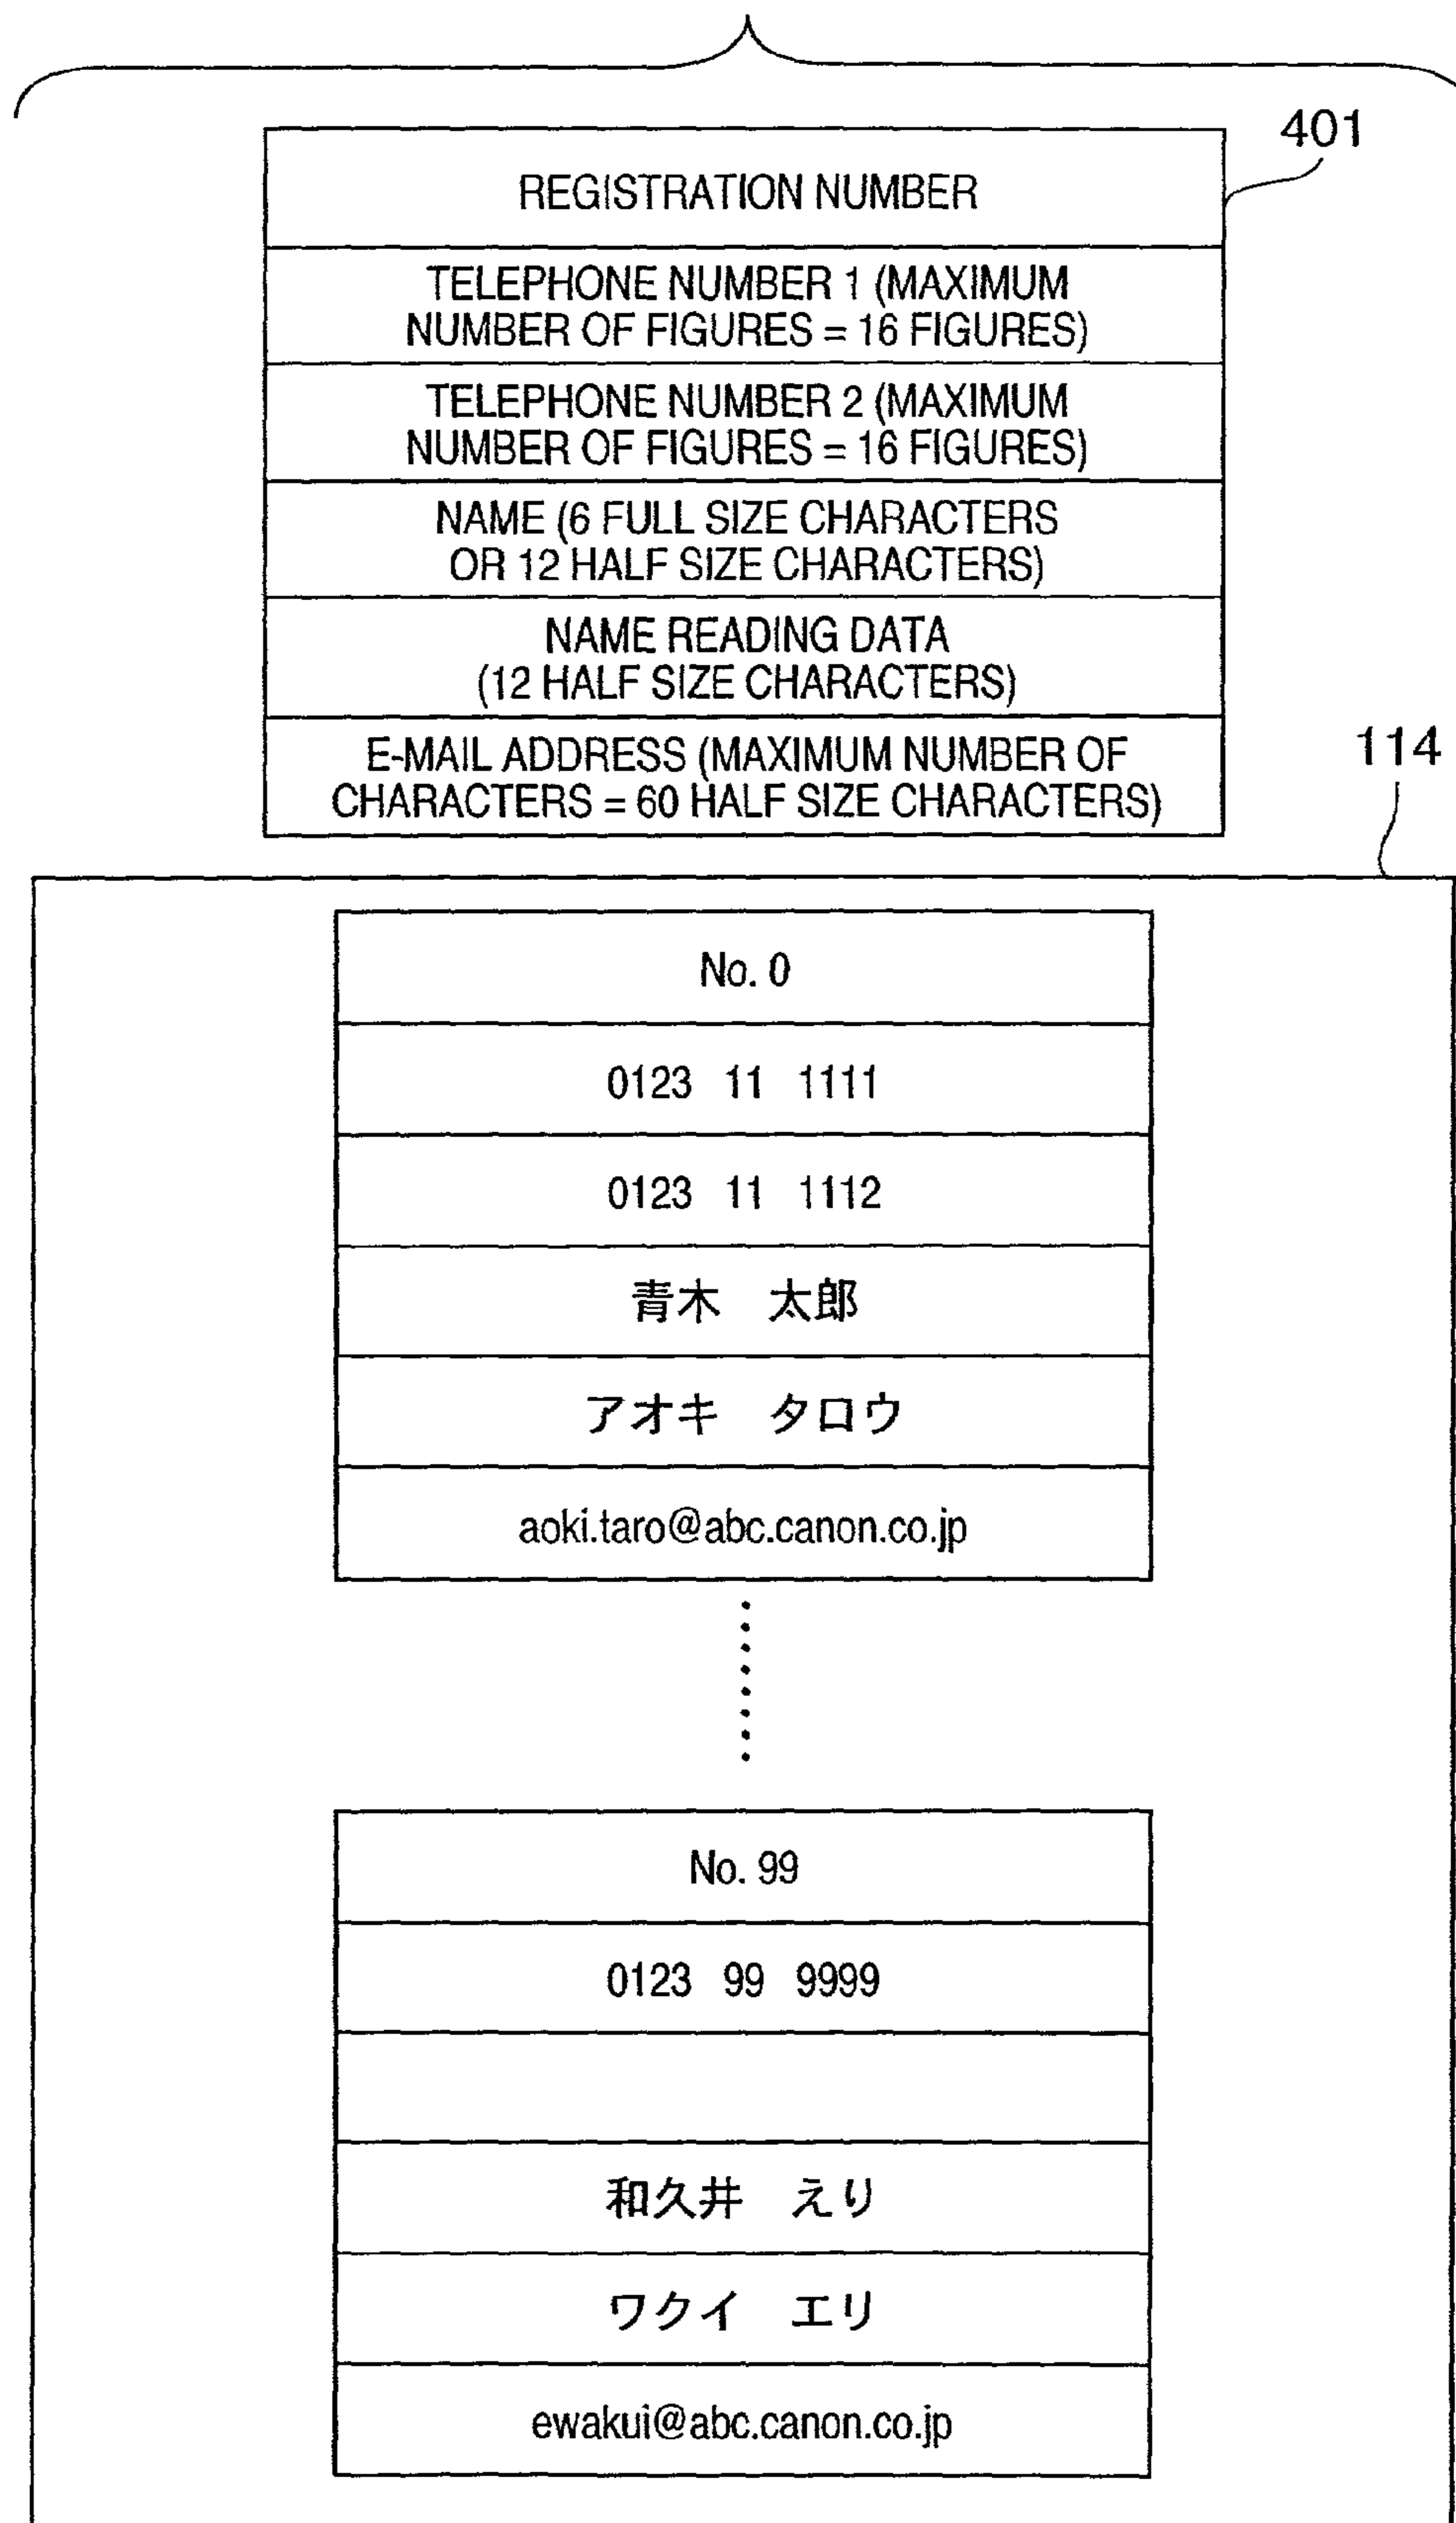 401
REGISTRATION NUMBER
TELEPHONE NUMBER 1 (MAXIMUM
NUMBER OF FIGURES = 16 FIGURES)
TELEPHONE NUMBER 2 (MAXIMUM
NUMBER OF FIGURES = 16 FIGURES)
NAME (6 FULL SIZE CHARACTERS
OR 12 HALF SIZE CHARACTERS)
NAME READING DATA
(12 HALF SIZE CHARACTERS)
E-MAIL ADDRESS (MAXIMUM NUMBER OF
CHARACTERS = 60 HALF SIZE CHARACTERS)
114
No. 0
0123 11 1111
0123 11 1112
青木　太郎
アオキ　タロウ
aoki.taro@abc.canon.co.jp
No. 99
0123 99 9999
和久井　えり
ワクイ　エリ
ewakui@abc.canon.co.jp